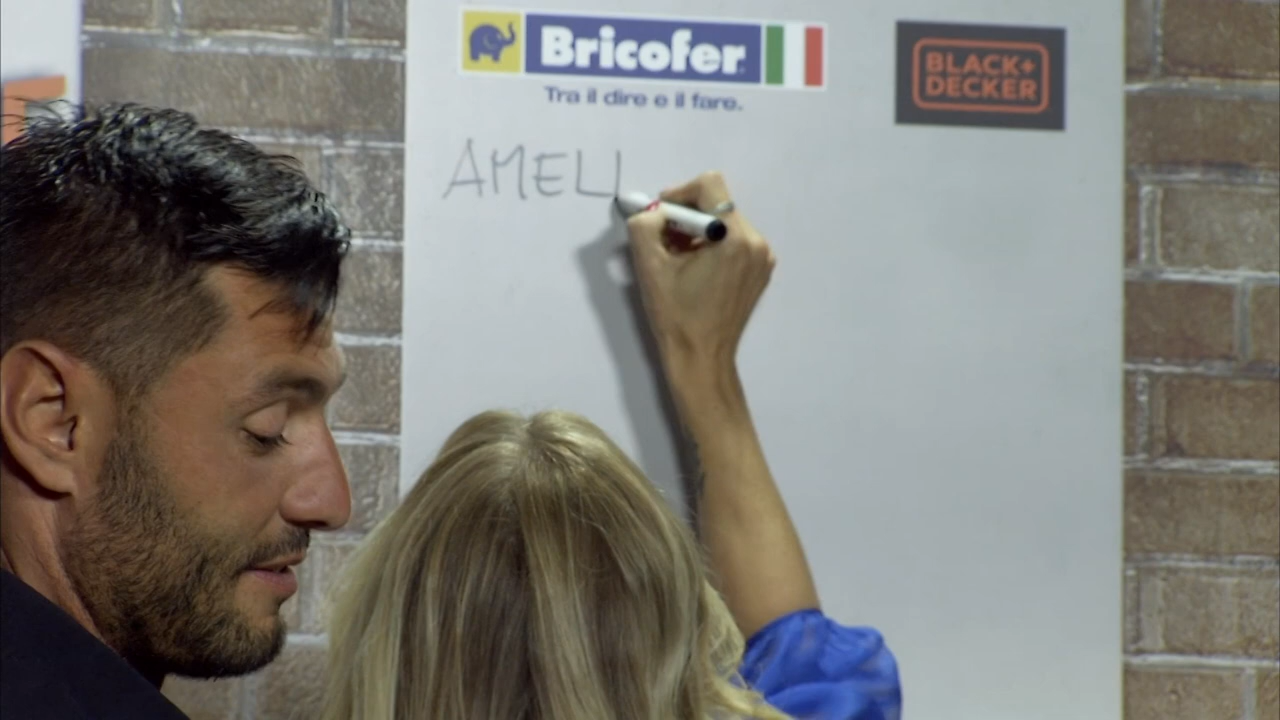 Bricofer
Tra il dire e il fare.
BLACK+
DECKER
AMELI